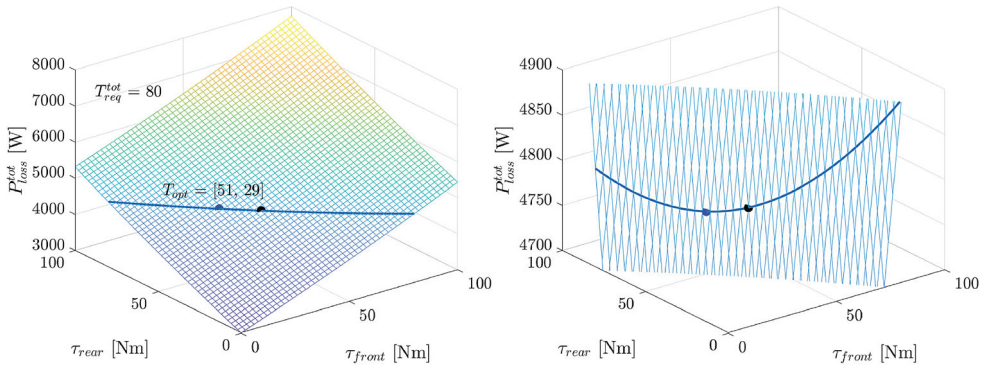 8000
7000
6000
5000
4000
3000
100
50
0
0
50
100
P_{loss}^{tot} [W]
τ_{rear} [Nm]
τ_{front} [Nm]
T_{req}^{tot} = 80
T_{opt} = [51, 29]
4900
4850
4800
4750
4700
100
50
0
0
50
100
P_{loss}^{tot} [W]
τ_{rear} [Nm]
τ_{front} [Nm]